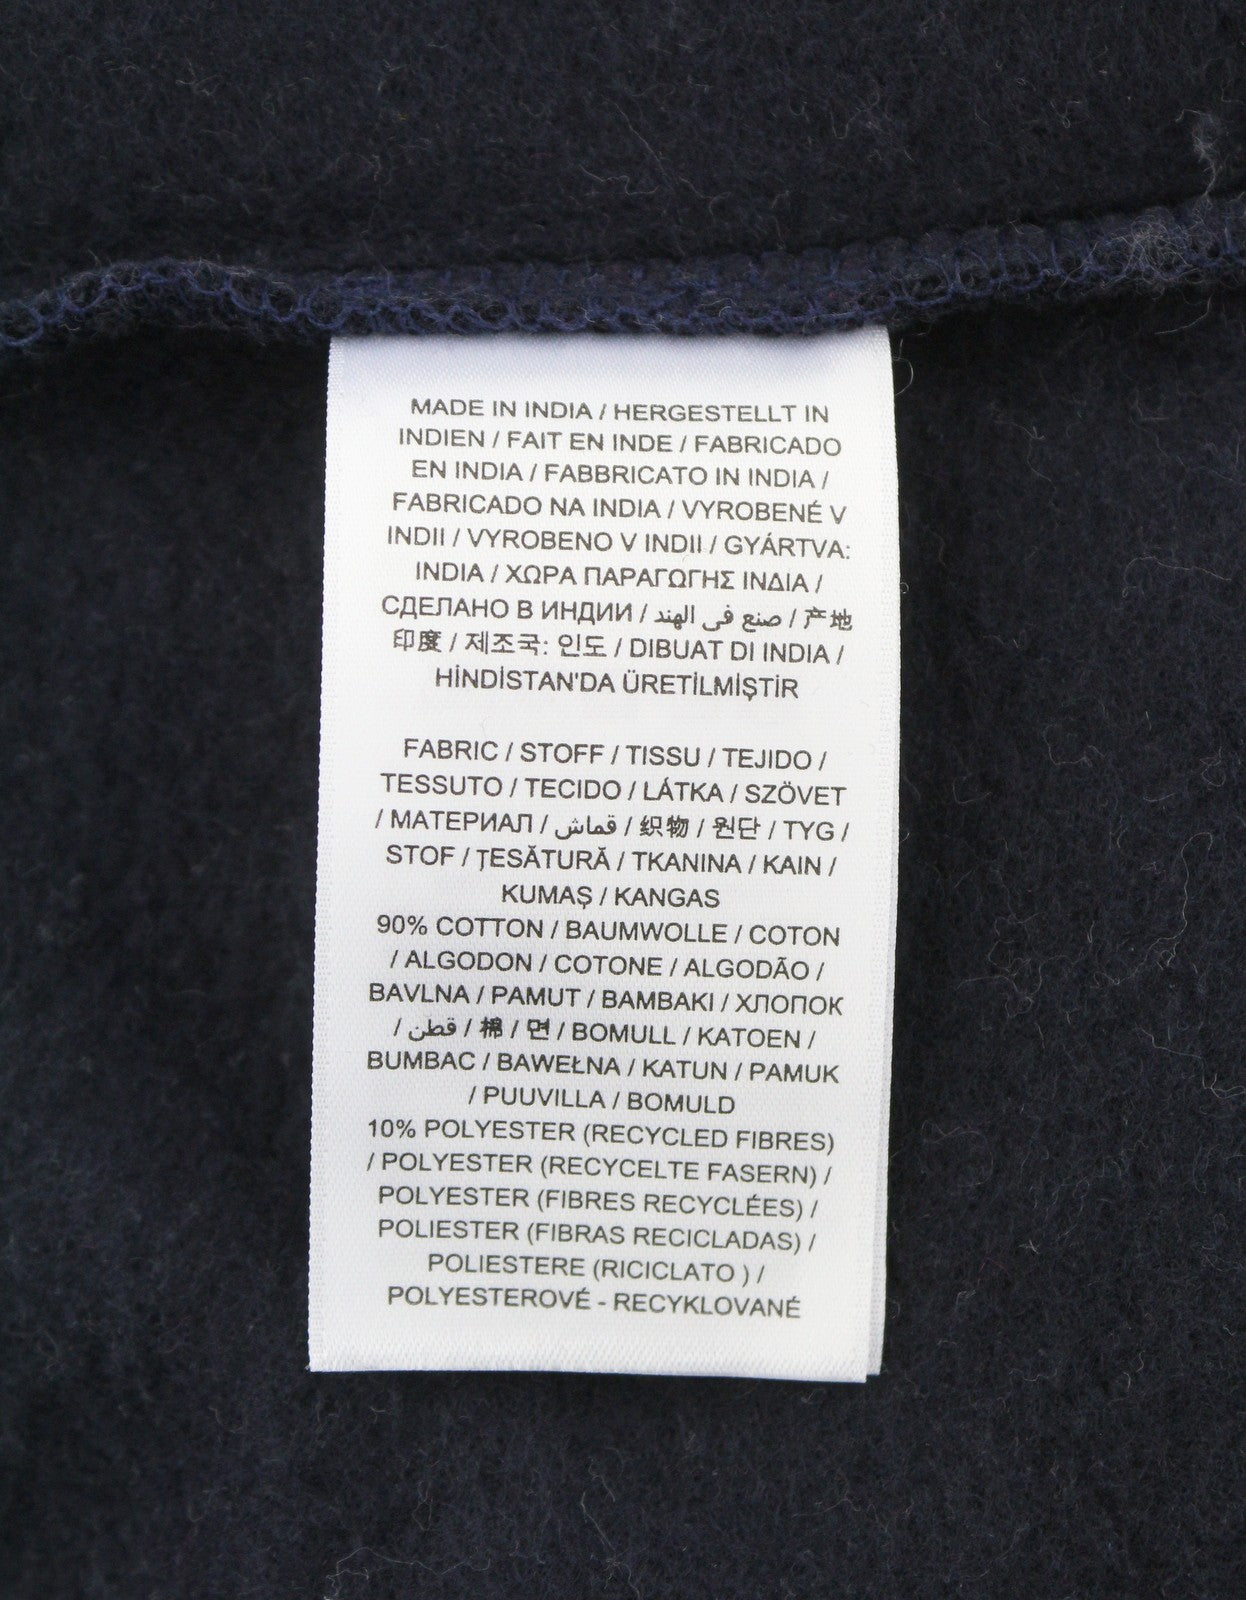 MADE IN INDIA / HERGESTELLT IN
INDIEN / FAIT EN INDE / FABRICADO
EN INDIA / FABBRICATO IN INDIA /
FABRICADO NA INDIA / VYROBENÉ V
INDII / VYROBENO V INDII / GYÁRTVA:
INDIA / ΧΩΡΑ ΠΑΡΑΓΩΓΗΣ ΙΝΔΙΑ /
СДЕЛАНО В ИНДИИ / صنع في الهند / 产地
印度 / 제조국: 인도 / DIBUAT DI INDIA /
HİNDİSTAN'DA ÜRETİLMİŞTİR
FABRIC / STOFF / TISSU / TEJIDO /
TESSUTO / TECIDO / LÁTKA / SZÖVET
/ МАТЕРИАЛ / قماش / 织物 / 원단 / TYG /
STOF / ŢESĂTURĂ / TKANINA / KAIN /
KUMAŞ / KANGAS
90% COTTON / BAUMWOLLE / COTON
/ ALGODON / COTONE / ALGODÃO /
BAVLNA / PAMUT / BAMBAKI / ХЛОПОК
/ قطن / 棉 / 면 / BOMULL / KATOEN /
BUMBAC / BAWEŁNA / KATUN / PAMUK
/ PUUVILLA / BOMULD
10% POLYESTER (RECYCLED FIBRES)
/ POLYESTER (RECYCELTE FASERN) /
POLYESTER (FIBRES RECYCLÉES) /
POLIESTER (FIBRAS RECICLADAS) /
POLIESTERE (RICICLATO ) /
POLYESTEROVÉ - RECYKLOVANÉ